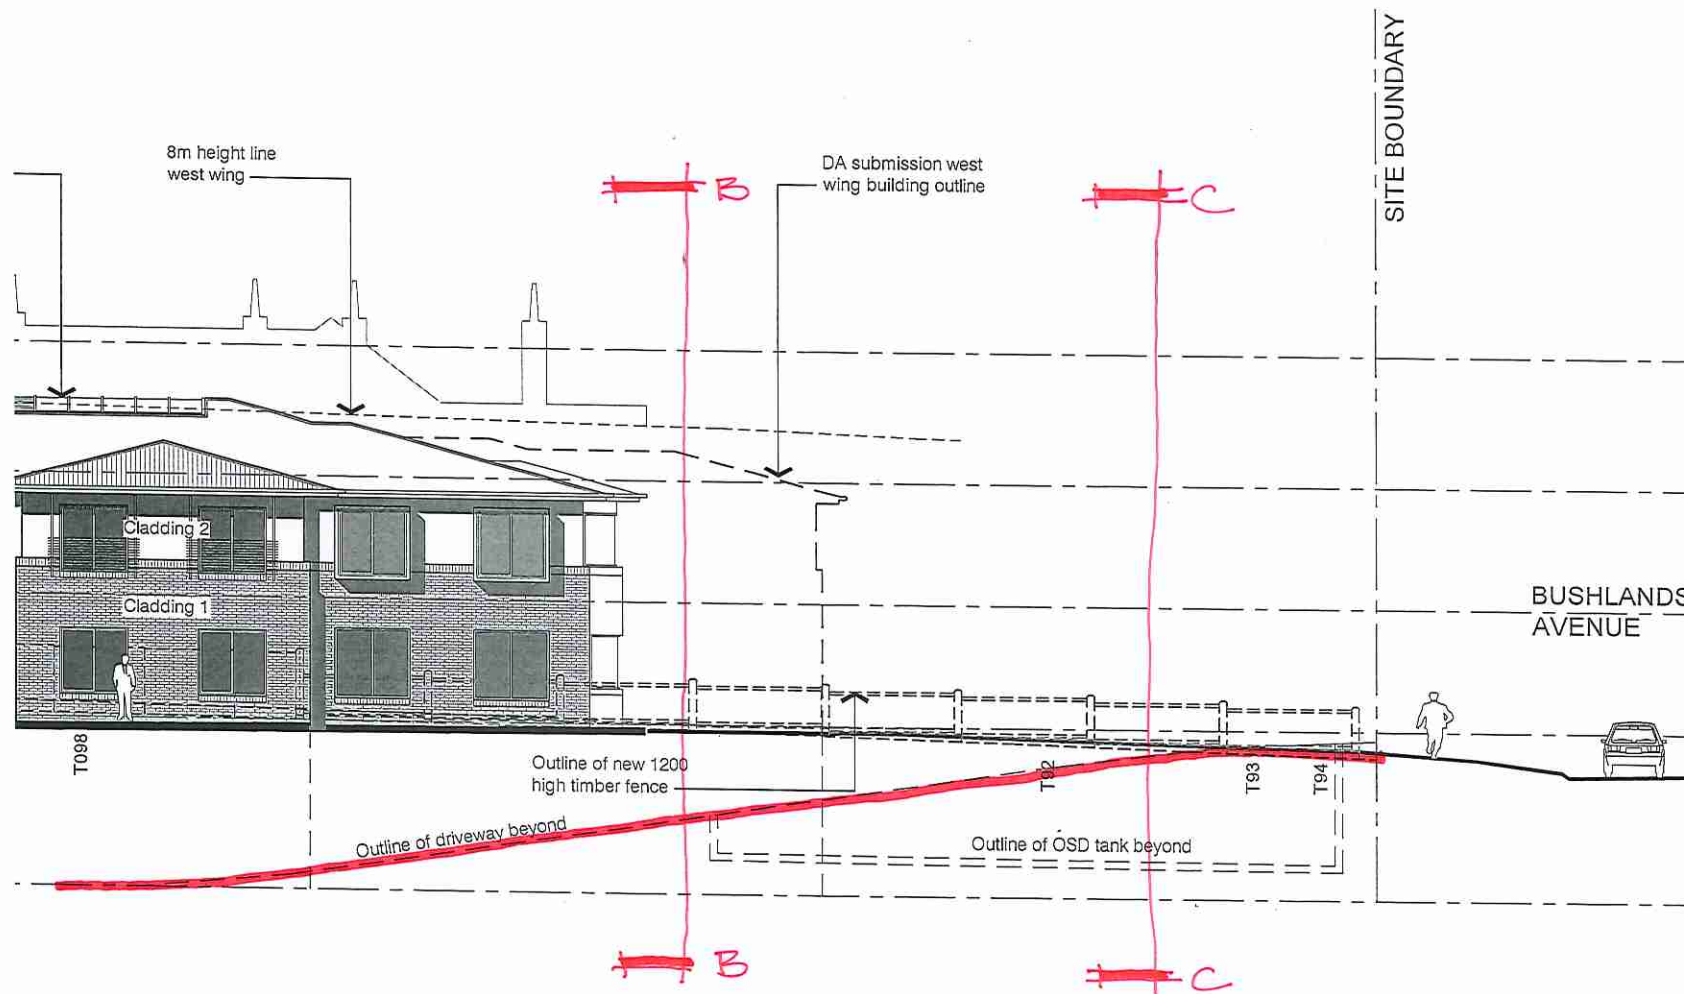 SITE BOUNDARY
8m height line
west wing
DA submission west
wing building outline
B
C
Cladding 2
Cladding 1
BUSHLANDS
AVENUE
T098
Outline of new 1200
high timber fence
T92
T93
T94
Outline of driveway beyond
Outline of OSD tank beyond
B
C